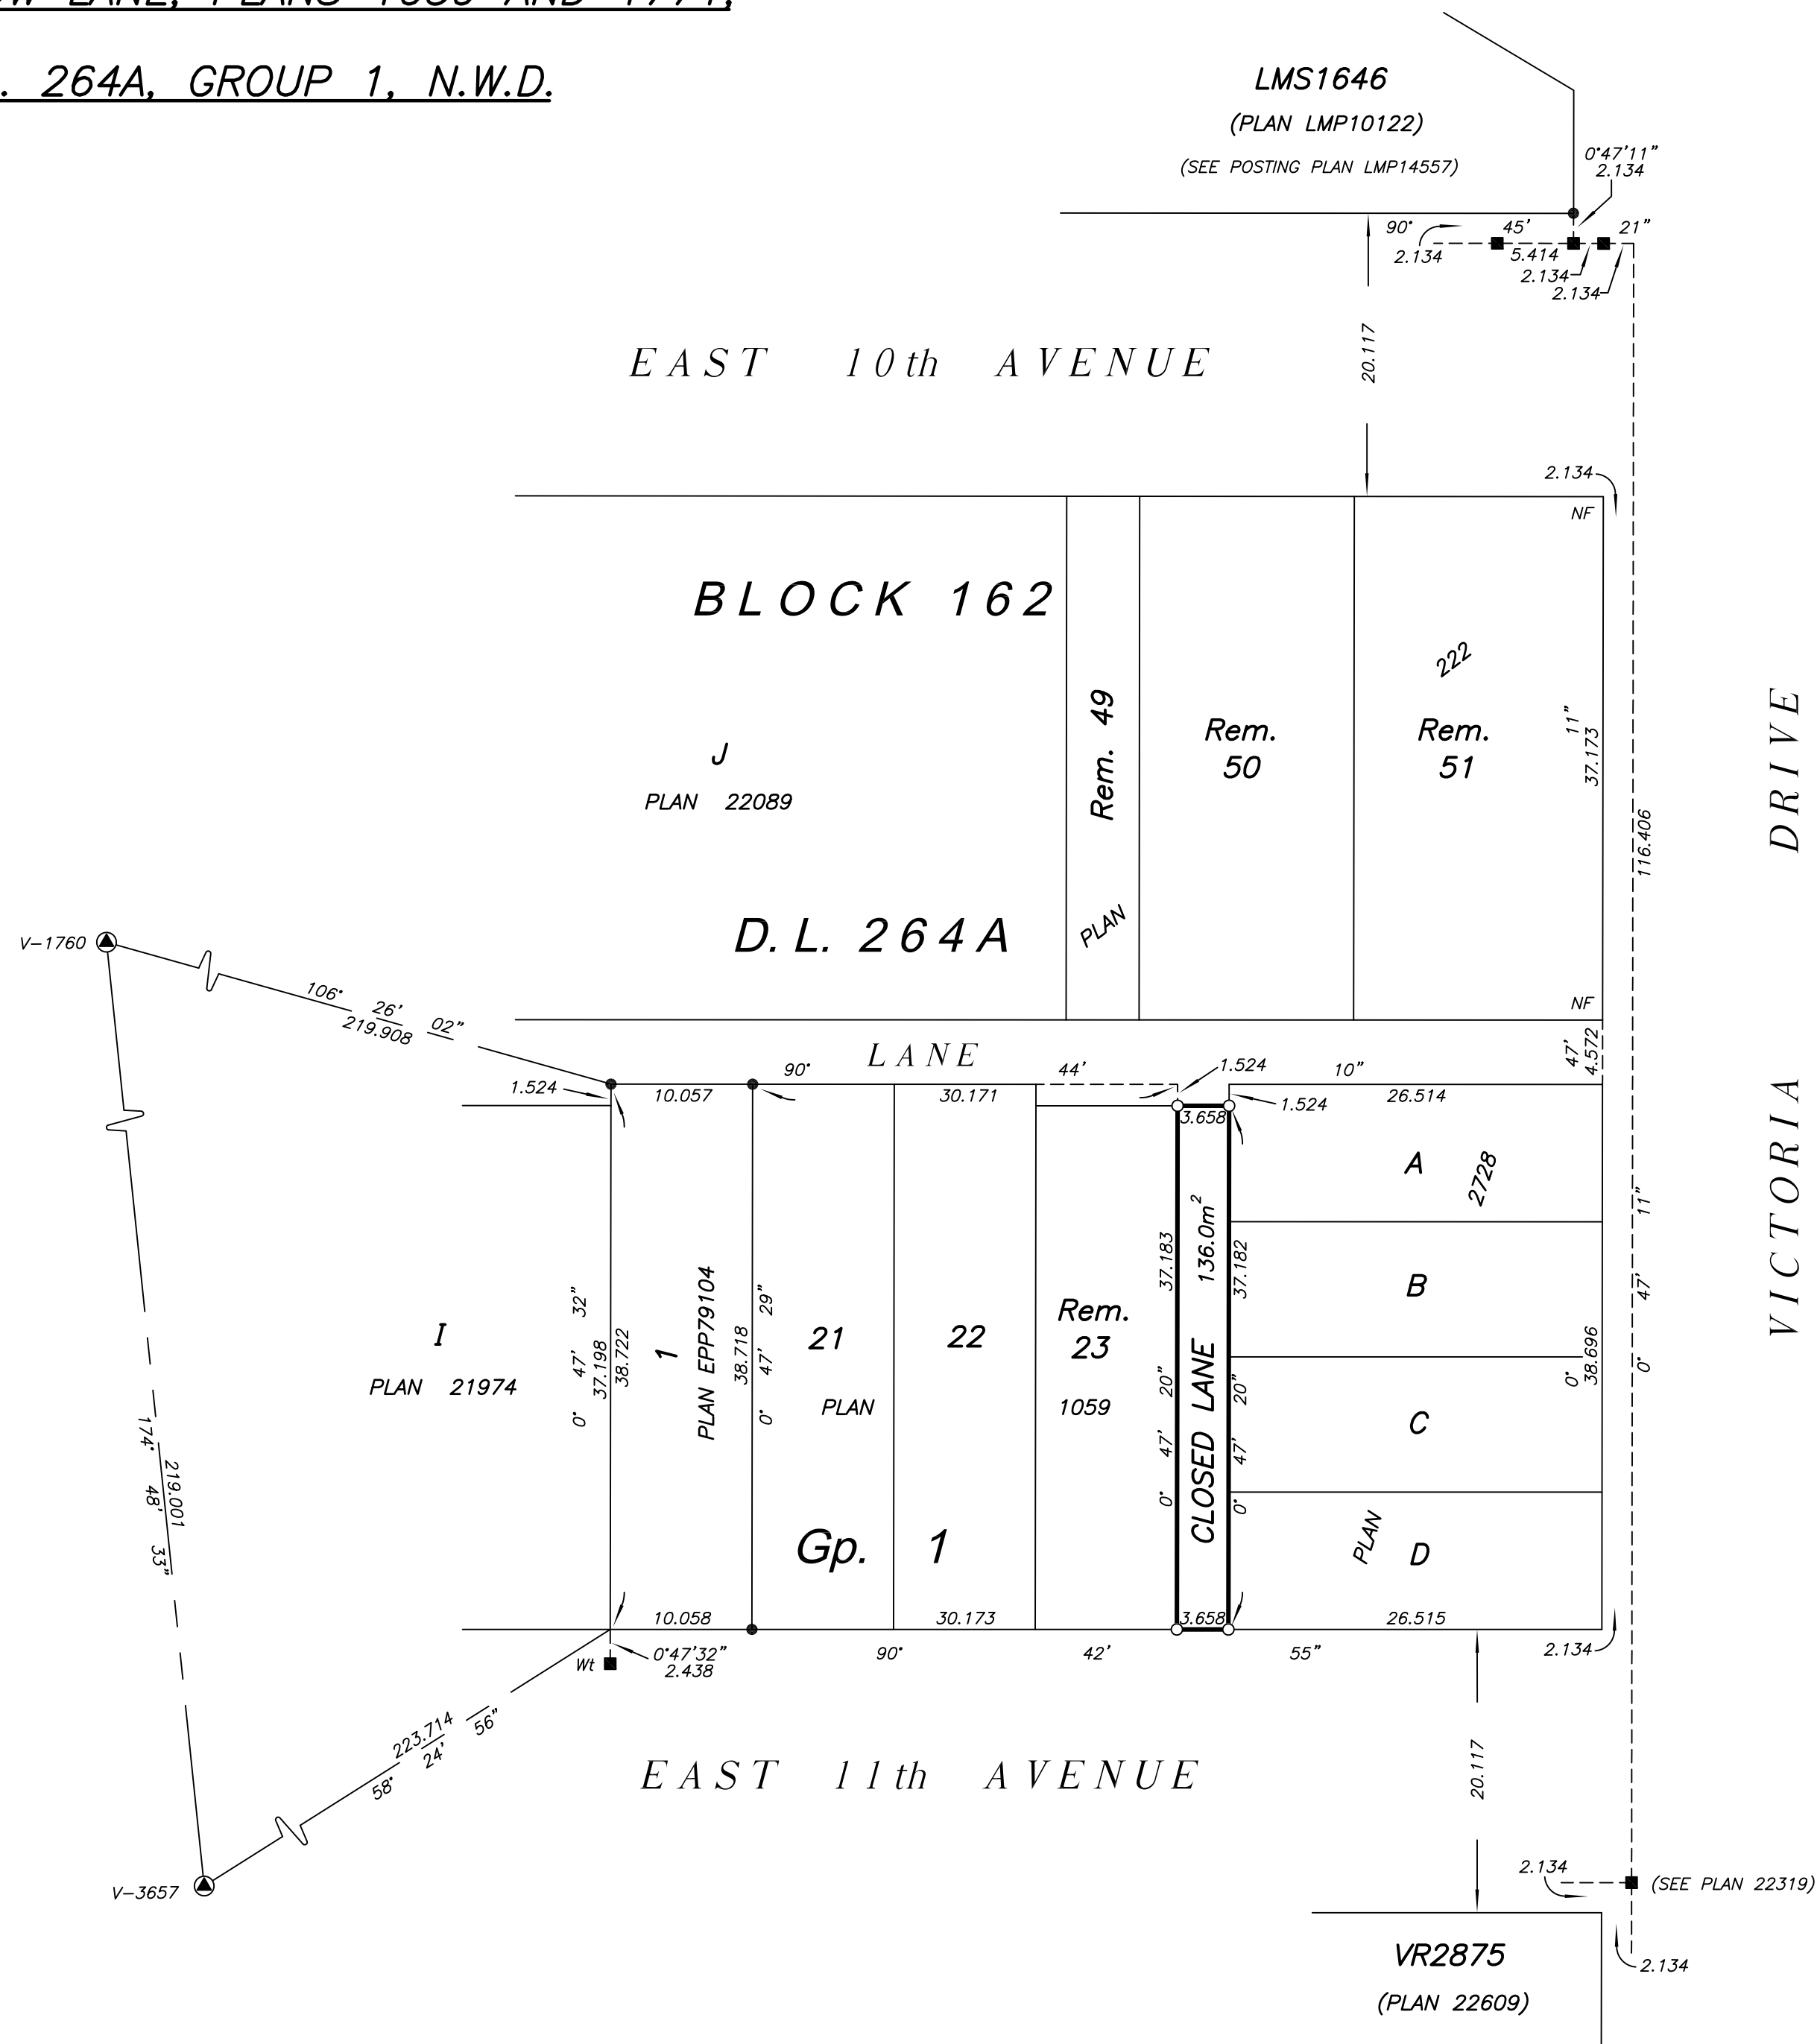 LANE, PLANS
264A, GROUP 1, N.W.D.
LMS1646
(PLAN LMP10122)
(SEE POSTING PLAN LMP14557)
0°47'11"
2.134
90° 45' 21"
2.134 5.414
2.134
2.134
EAST 10th AVENUE
20.117
2.134
NF
BLOCK 162
222
Rem. 49
Rem.
50
Rem.
51
11"
37.173
DRIVE
J
PLAN 22089
116.406
D.L. 264A
PLAN
V-1760
106° 26' 02"
219.908
NF
LANE
47'
4.572
90° 44' 10"
1.524
1.524
10.057
30.171
3.658
1.524
26.514
VICTORIA
A
2728
136.0m²
37.183
37.182
11"
B
47'
I
PLAN 21974
0° 47' 32"
37.198
38.722
1
PLAN EPP79104
38.718
0° 47' 29"
21
22
Rem.
23
PLAN
1059
0° 47' 20"
CLOSED LANE
0° 47' 20"
0°
38.696
0°
C
174° 48' 33"
219.001
Gp. 1
PLAN
D
10.058
30.173
3.658
26.515
Wt
0°47'32"
2.438
90° 42' 55"
2.134
223.714
58° 24' 56"
EAST 11th AVENUE
20.117
V-3657
2.134
(SEE PLAN 22319)
VR2875
(PLAN 22609)
2.134